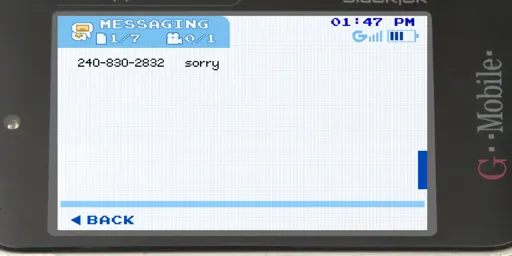 MESSAGING
1/7 0/1
01:47 PM
G
240-830-2832 sorry
BACK
G··Mobile·